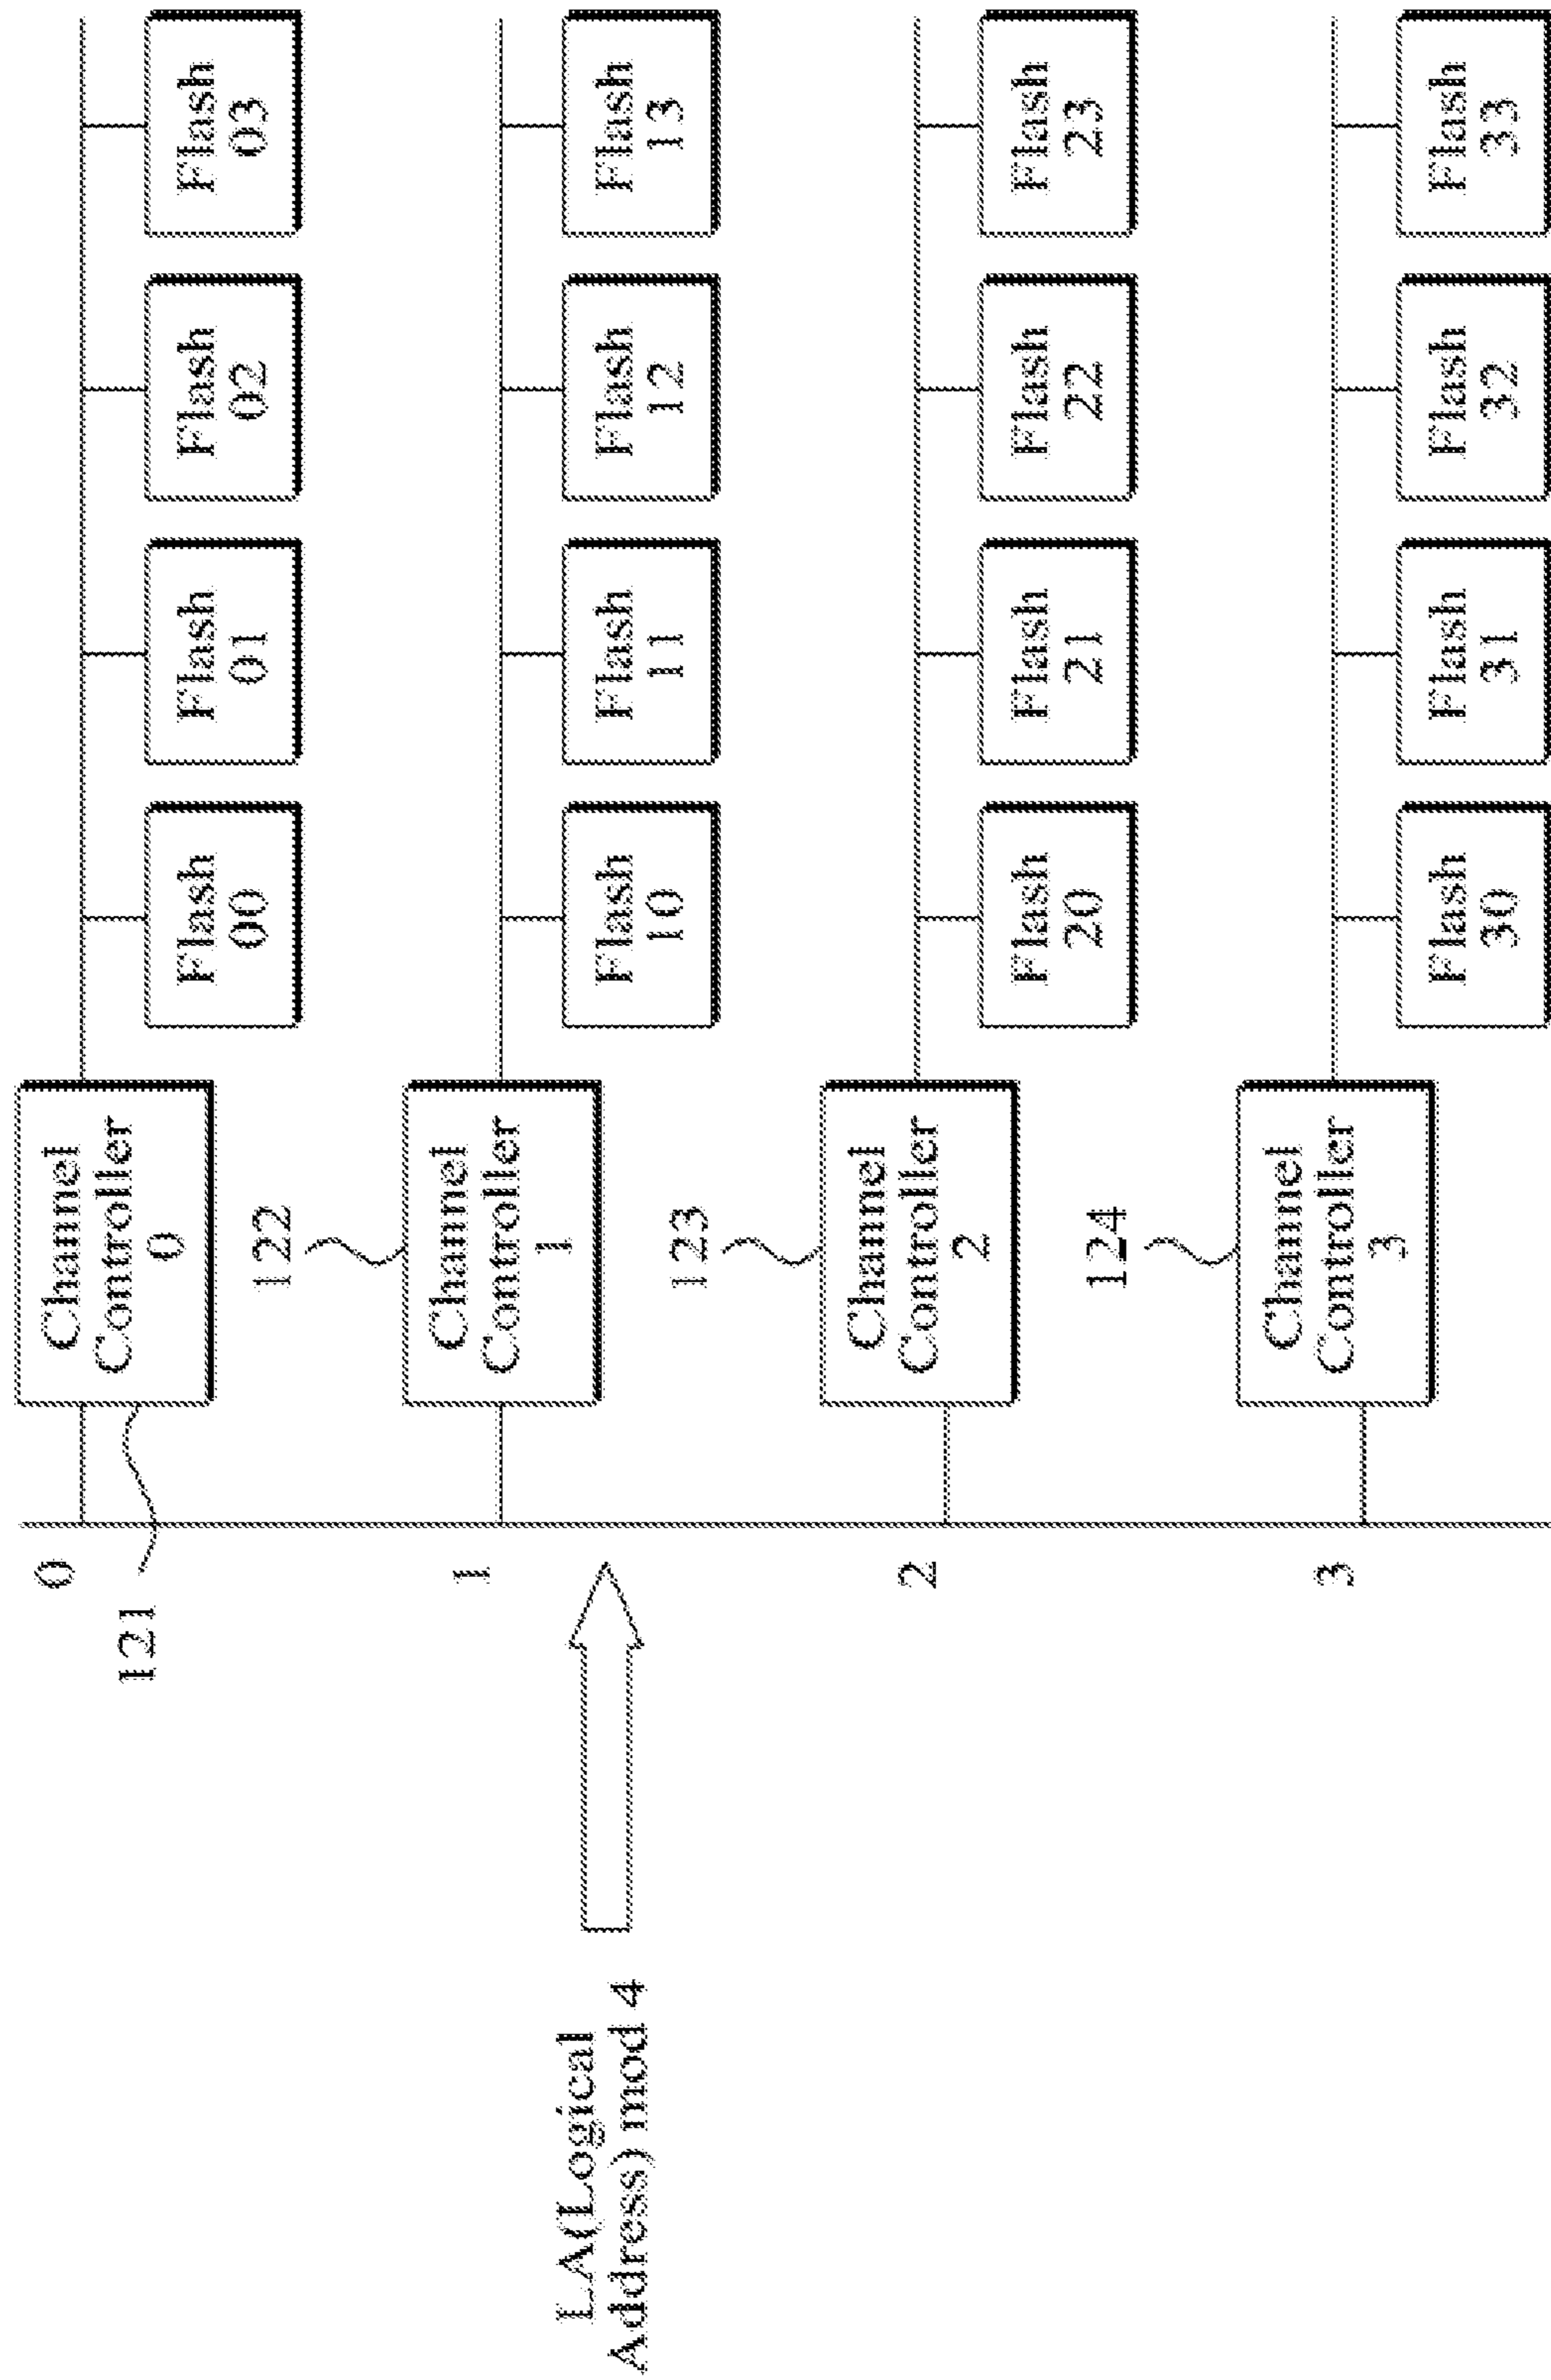 0
121
Channel
Controller
0
Flash
00
Flash
01
Flash
02
Flash
03
122
1
Channel
Controller
1
Flash
10
Flash
11
Flash
12
Flash
13
LA(Logical
Address) mod 4
123
2
Channel
Controller
2
Flash
20
Flash
21
Flash
22
Flash
23
124
3
Channel
Controller
3
Flash
30
Flash
31
Flash
32
Flash
33